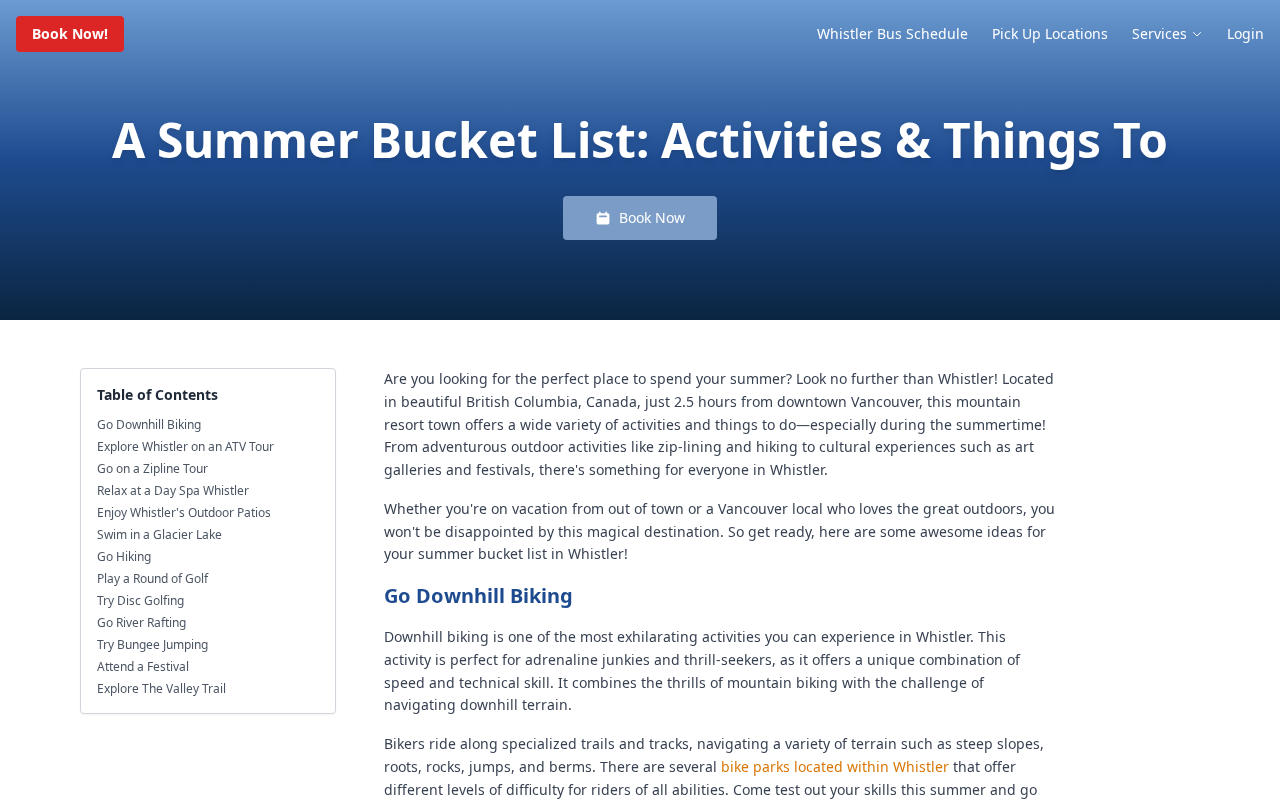 Book Now!
Whistler Bus Schedule
Pick Up Locations
Services
Login
A Summer Bucket List: Activities & Things To
Book Now
Table of Contents
Go Downhill Biking
Explore Whistler on an ATV Tour
Go on a Zipline Tour
Relax at a Day Spa Whistler
Enjoy Whistler's Outdoor Patios
Swim in a Glacier Lake
Go Hiking
Play a Round of Golf
Try Disc Golfing
Go River Rafting
Try Bungee Jumping
Attend a Festival
Explore The Valley Trail
Are you looking for the perfect place to spend your summer? Look no further than Whistler! Located
in beautiful British Columbia, Canada, just 2.5 hours from downtown Vancouver, this mountain
resort town offers a wide variety of activities and things to do—especially during the summertime!
From adventurous outdoor activities like zip-lining and hiking to cultural experiences such as art
galleries and festivals, there's something for everyone in Whistler.
Whether you're on vacation from out of town or a Vancouver local who loves the great outdoors, you
won't be disappointed by this magical destination. So get ready, here are some awesome ideas for
your summer bucket list in Whistler!
Go Downhill Biking
Downhill biking is one of the most exhilarating activities you can experience in Whistler. This
activity is perfect for adrenaline junkies and thrill-seekers, as it offers a unique combination of
speed and technical skill. It combines the thrills of mountain biking with the challenge of
navigating downhill terrain.
Bikers ride along specialized trails and tracks, navigating a variety of terrain such as steep slopes,
roots, rocks, jumps, and berms. There are several bike parks located within Whistler that offer
different levels of difficulty for riders of all abilities. Come test out your skills this summer and go